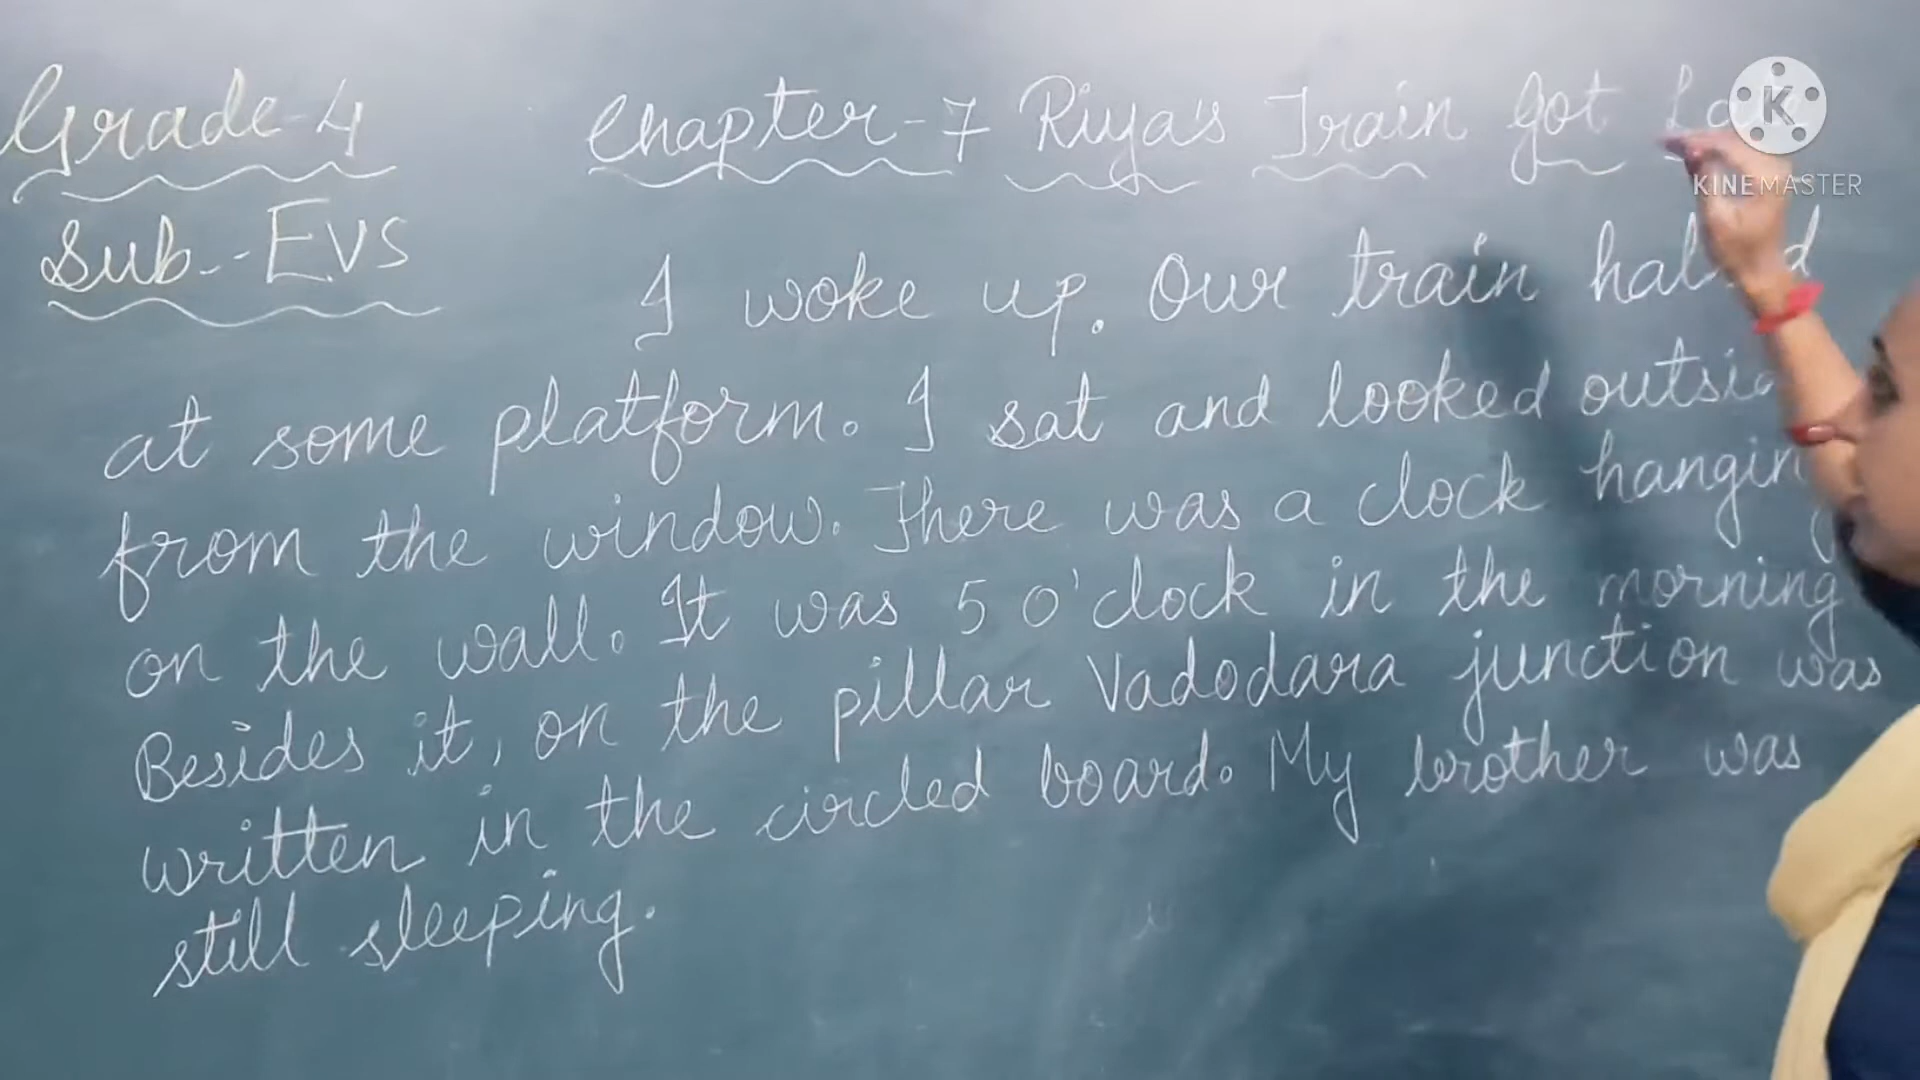 Grade-4 Chapter-7 Riya's Train Got
Sub.-Evs
I woke up. Our train
at some platform. I sat and looked
from the window. There was a clock hanging
on the wall. It was 5 o'clock in the morning
Besides it, on the pillar Vadodara junction was
written in the circled board. My brother was
still sleeping.
KINEMASTER